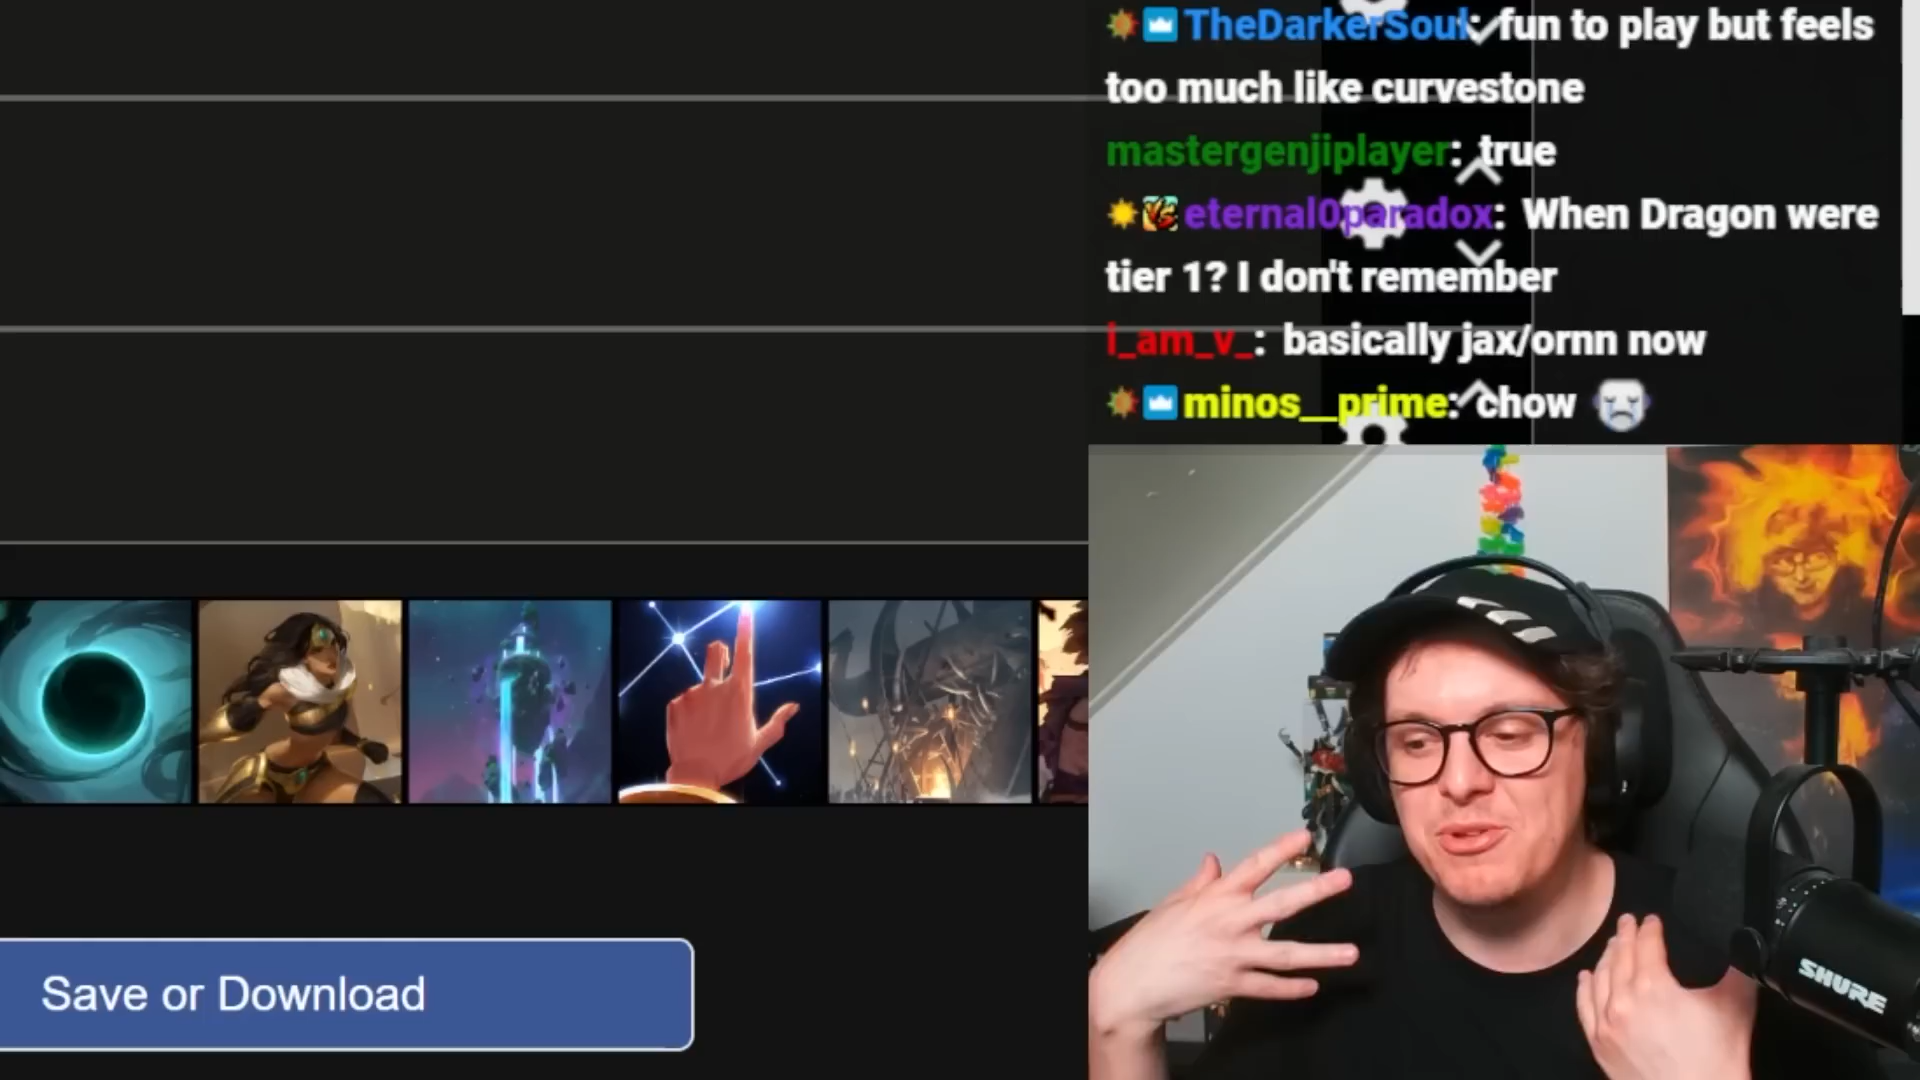 TheDarkerSoul: fun to play but feels
too much like curvestone
mastergenjiplayer: true
eternal0paradox: When Dragon were
tier 1? I don't remember
i_am_v_: basically jax/ornn now
minos__prime: chow
Save or Download
SHURE